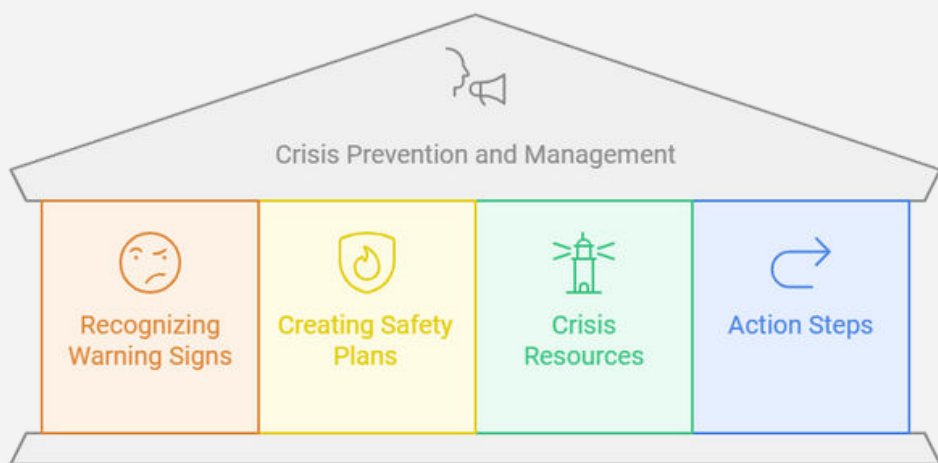 Crisis Prevention and Management
Recognizing
Warning Signs
Creating Safety
Plans
Crisis
Resources
Action Steps